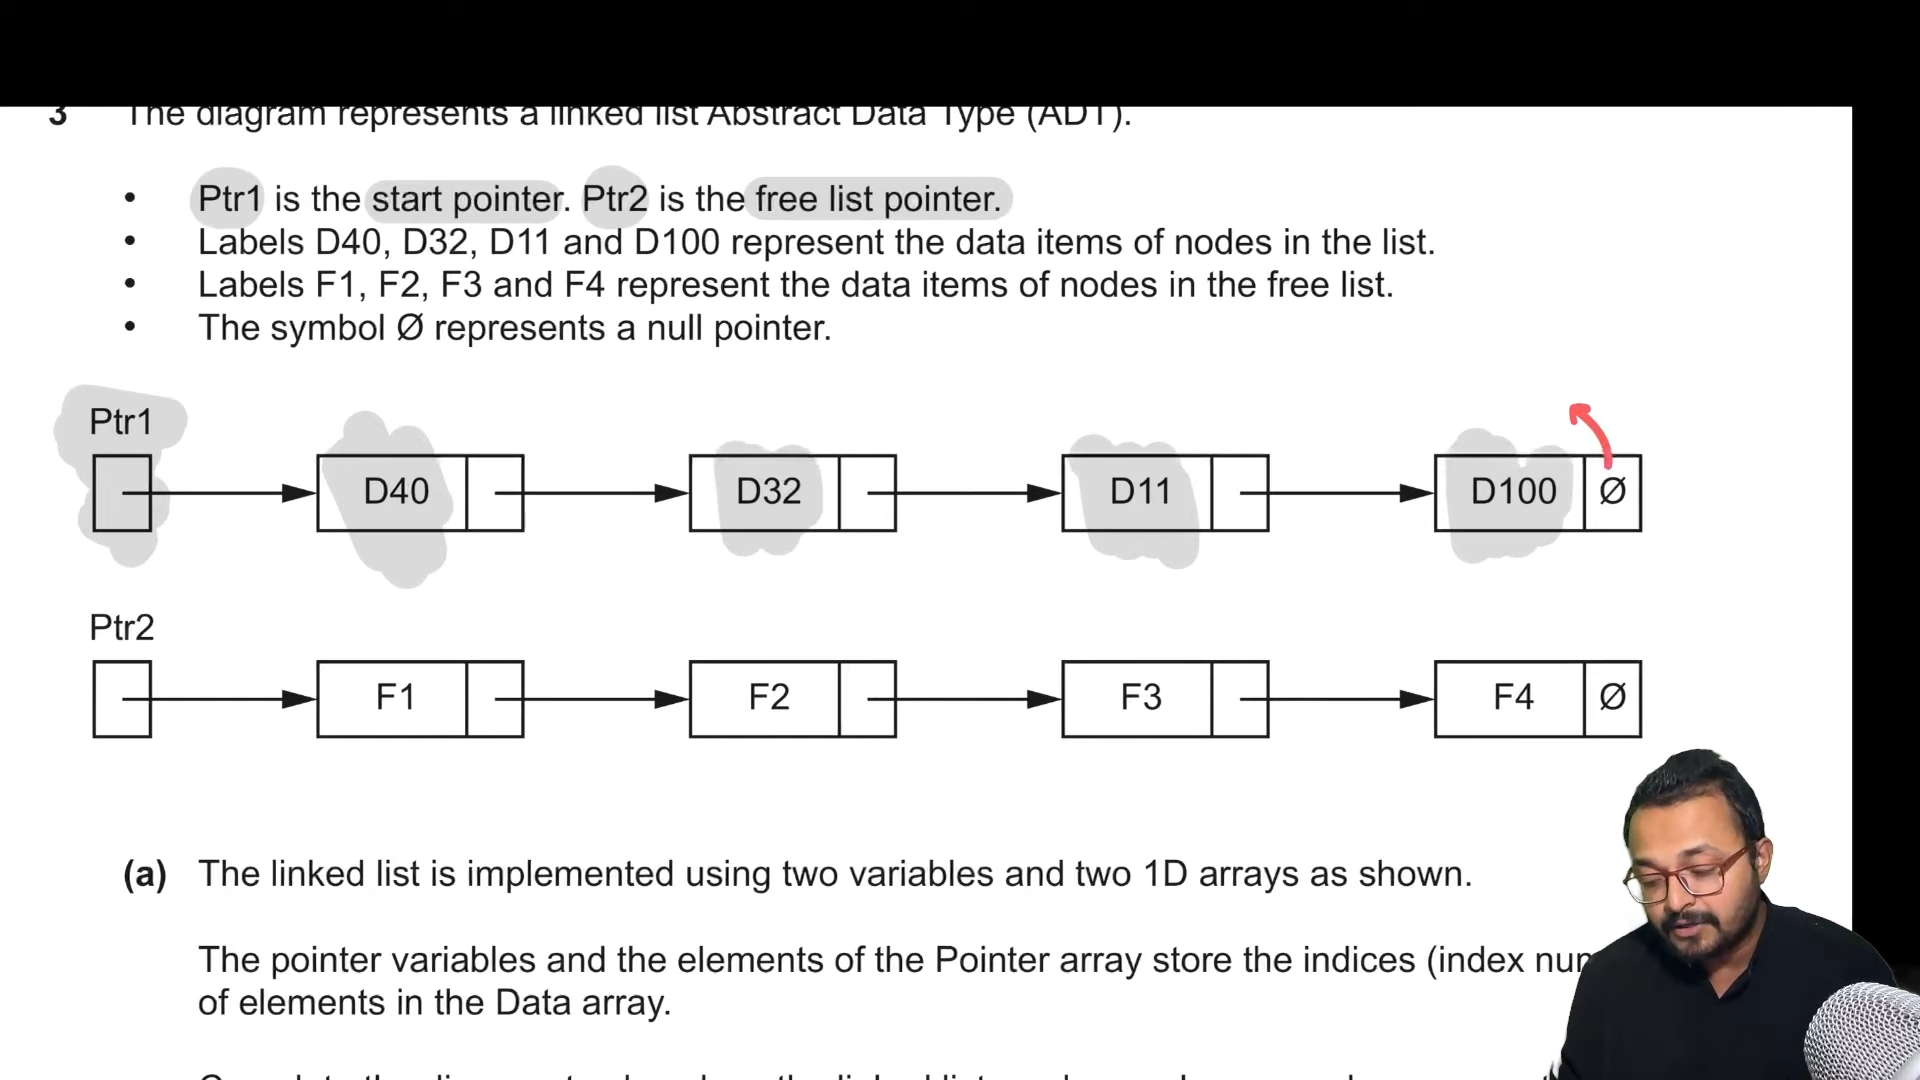 3 The diagram represents a linked list Abstract Data Type (ADT).
• Ptr1 is the start pointer. Ptr2 is the free list pointer.
• Labels D40, D32, D11 and D100 represent the data items of nodes in the list.
• Labels F1, F2, F3 and F4 represent the data items of nodes in the free list.
• The symbol Ø represents a null pointer.
Ptr1
D40 D32 D11 D100 Ø
Ptr2
F1 F2 F3 F4 Ø
(a) The linked list is implemented using two variables and two 1D arrays as shown.
The pointer variables and the elements of the Pointer array store the indices (index
of elements in the Data array.